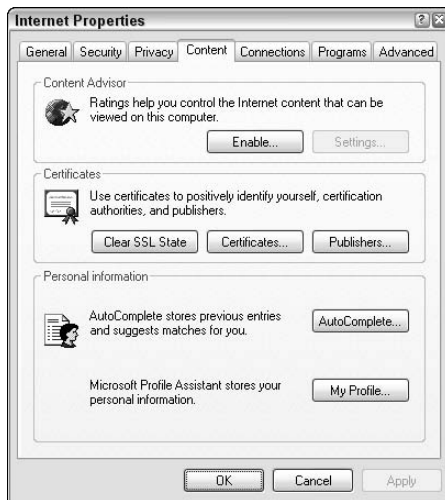 Internet Properties
General Security Privacy Content Connections Programs Advanced
Content Advisor
Ratings help you control the Internet content that can be
viewed on this computer.
Enable... Settings...
Certificates
Use certificates to positively identify yourself, certification
authorities, and publishers.
Clear SSL State Certificates... Publishers...
Personal information
AutoComplete stores previous entries
and suggests matches for you.
AutoComplete...
Microsoft Profile Assistant stores your
personal information.
My Profile...
OK Cancel Apply